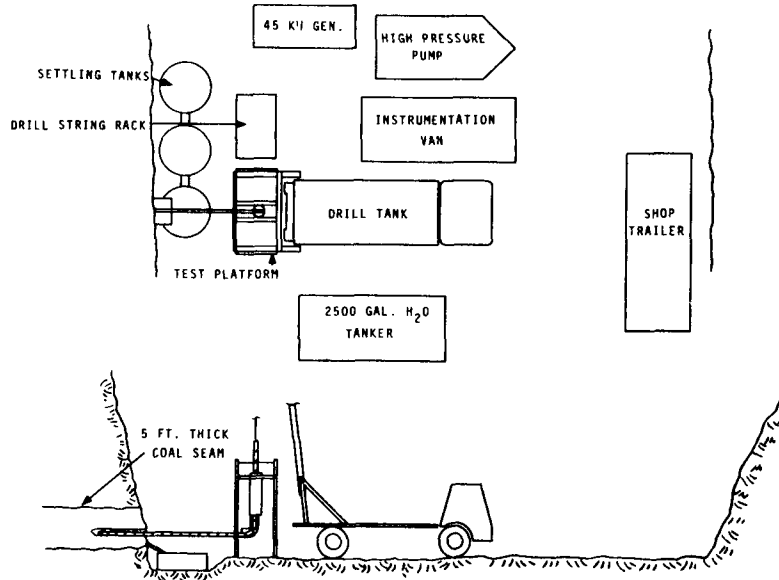 45 KW GEN.
HIGH PRESSURE
PUMP
SETTLING TANKS
DRILL STRING RACK
INSTRUMENTATION
VAN
DRILL TANK
SHOP
TRAILER
TEST PLATFORM
2500 GAL. H₂O
TANKER
5 FT. THICK
COAL SEAM